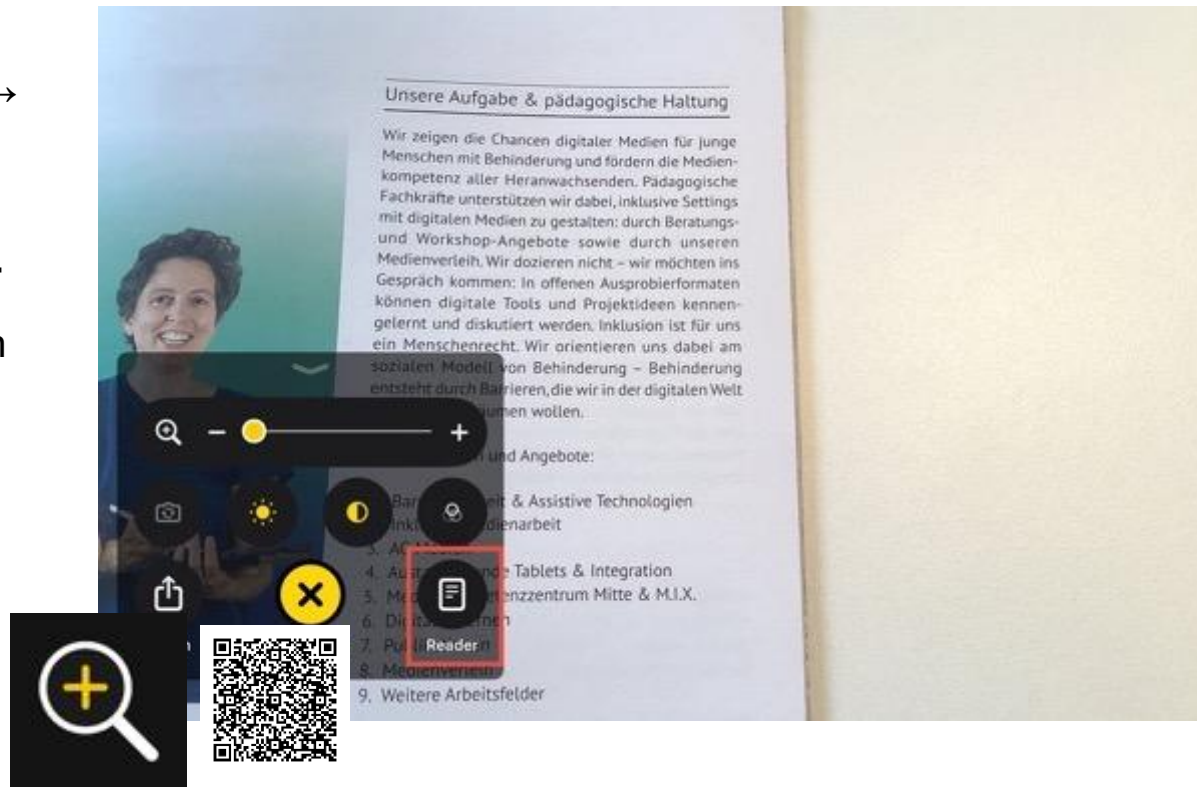 →
Unsere Aufgabe & pädagogische Haltung
Wir zeigen die Chancen digitaler Medien für junge
Menschen mit Behinderung und fördern die Medien-
kompetenz aller Heranwachsenden. Pädagogische
Fachkräfte unterstützen wir dabei, inklusive Settings
mit digitalen Medien zu gestalten: durch Beratungs-
und Workshop-Angebote sowie durch unseren
Medienverleih. Wir dozieren nicht – wir möchten ins
Gespräch kommen: In offenen Ausprobierformaten
können digitale Tools und Projektideen kennen-
gelernt und diskutiert werden. Inklusion ist für uns
ein Menschenrecht. Wir orientieren uns dabei am
sozialen Modell von Behinderung – Behinderung
entsteht durch Barrieren, die wir in der digitalen Welt
wollen.
und Angebote:
& Assistive Technologien
3.
4. Tablets & Integration
5. Mitte & M.I.X.
6.
7.
Reader
8. Medienverleih
9. Weitere Arbeitsfelder